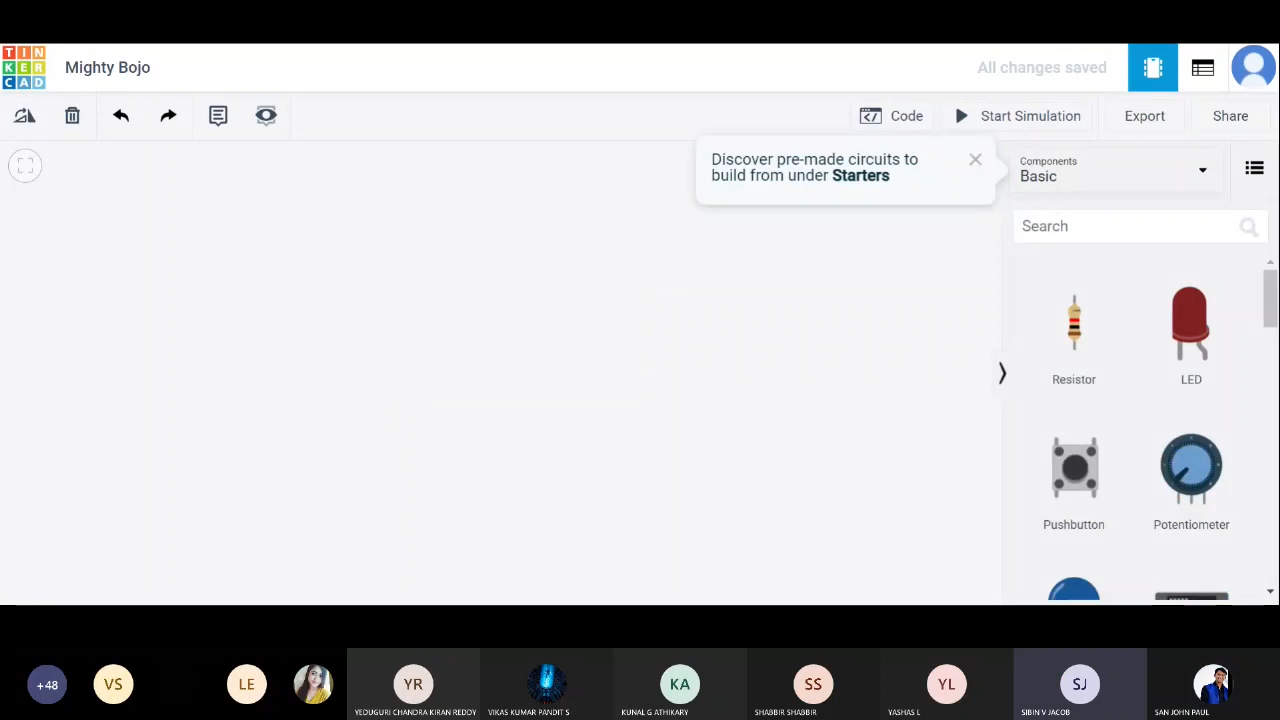 TIN
KER
CAD
Mighty Bojo
All changes saved
Code
Start Simulation
Export
Share
Discover pre-made circuits to
build from under Starters
Components
Basic
Search
Resistor
LED
Pushbutton
Potentiometer
+48
VS
LE
YR
KA
SS
YL
SJ
YEDUGURI CHANDRA KIRAN REDDY
VIKAS KUMAR PANDIT S
KUNAL G ATHIKARY
SHABBIR SHABBIR
YASHAS L
SIBIN V JACOB
SAN JOHN PAUL